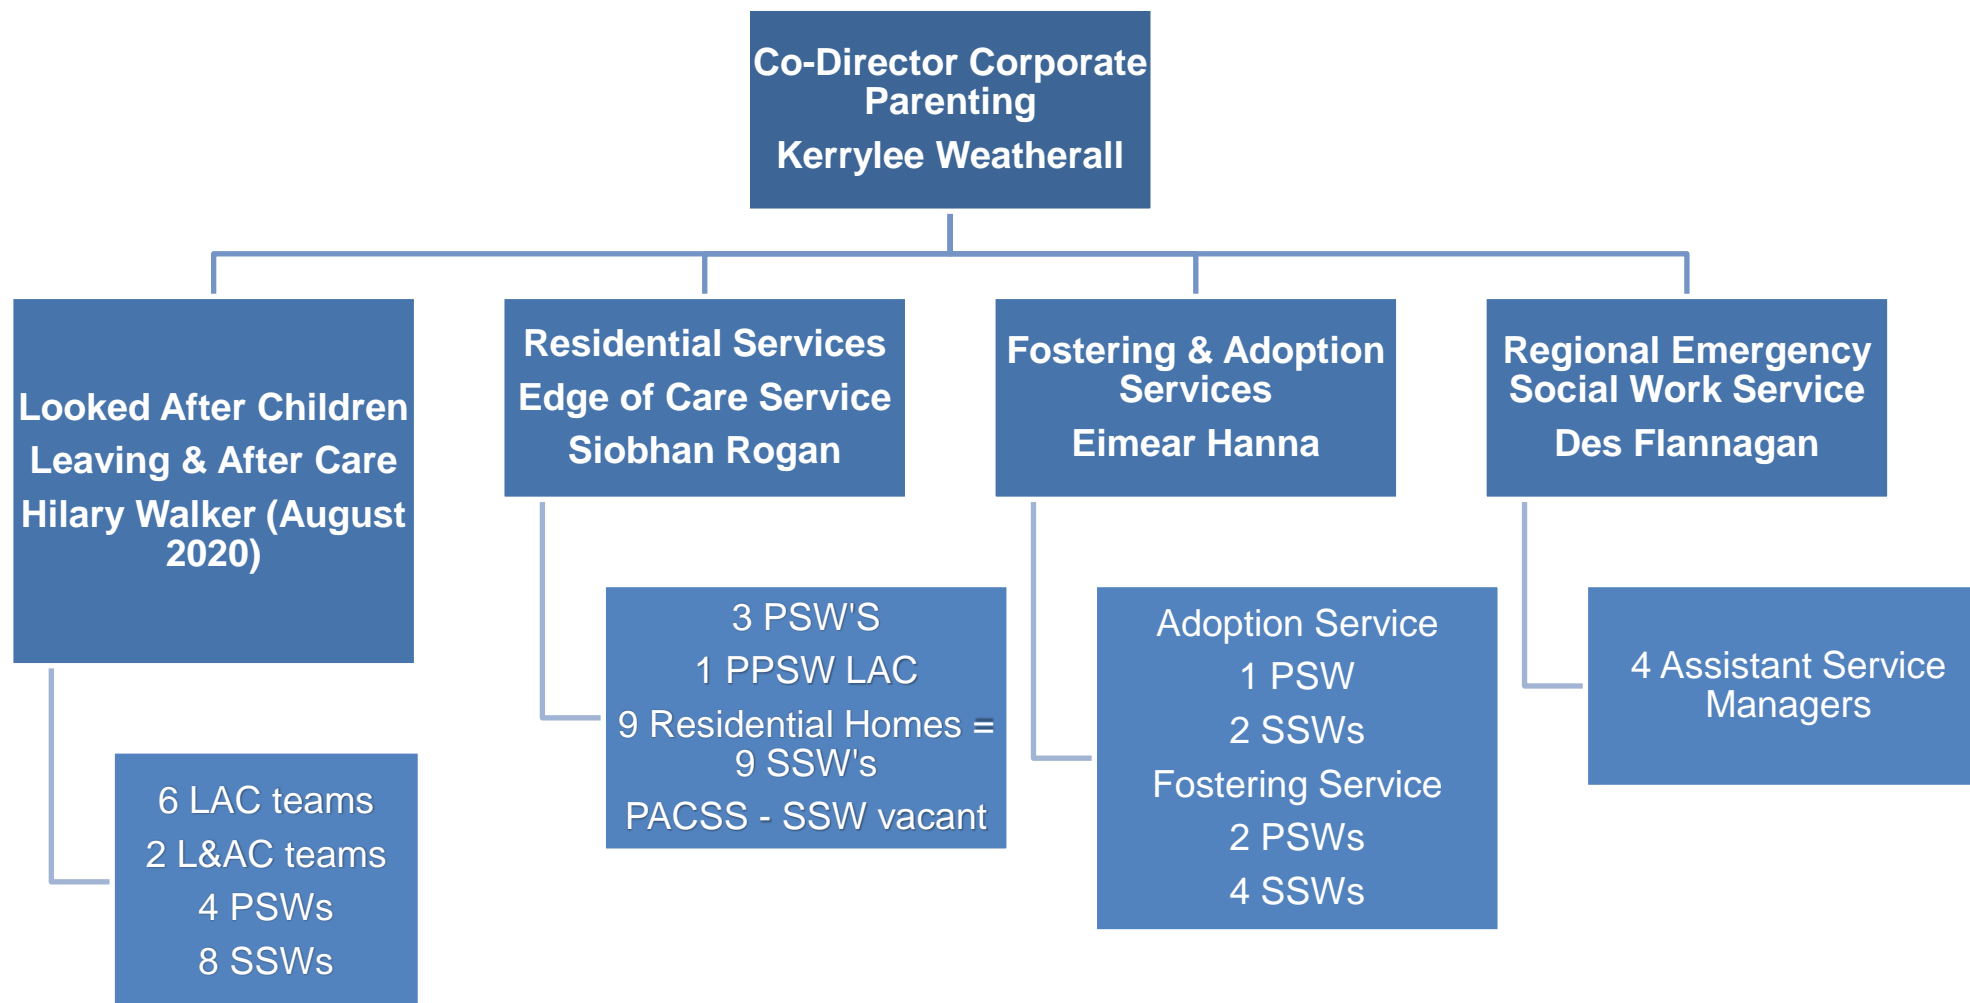 Co-Director Corporate
Parenting
Kerrylee Weatherall
Looked After Children
Leaving & After Care
Hilary Walker (August
2020)
6 LAC teams
2 L&AC teams
4 PSWs
8 SSWs
Residential Services
Edge of Care Service
Siobhan Rogan
3 PSW'S
1 PPSW LAC
9 Residential Homes =
9 SSW's
PACSS - SSW vacant
Fostering & Adoption
Services
Eimear Hanna
Adoption Service
1 PSW
2 SSWs
Fostering Service
2 PSWs
4 SSWs
Regional Emergency
Social Work Service
Des Flannagan
4 Assistant Service
Managers